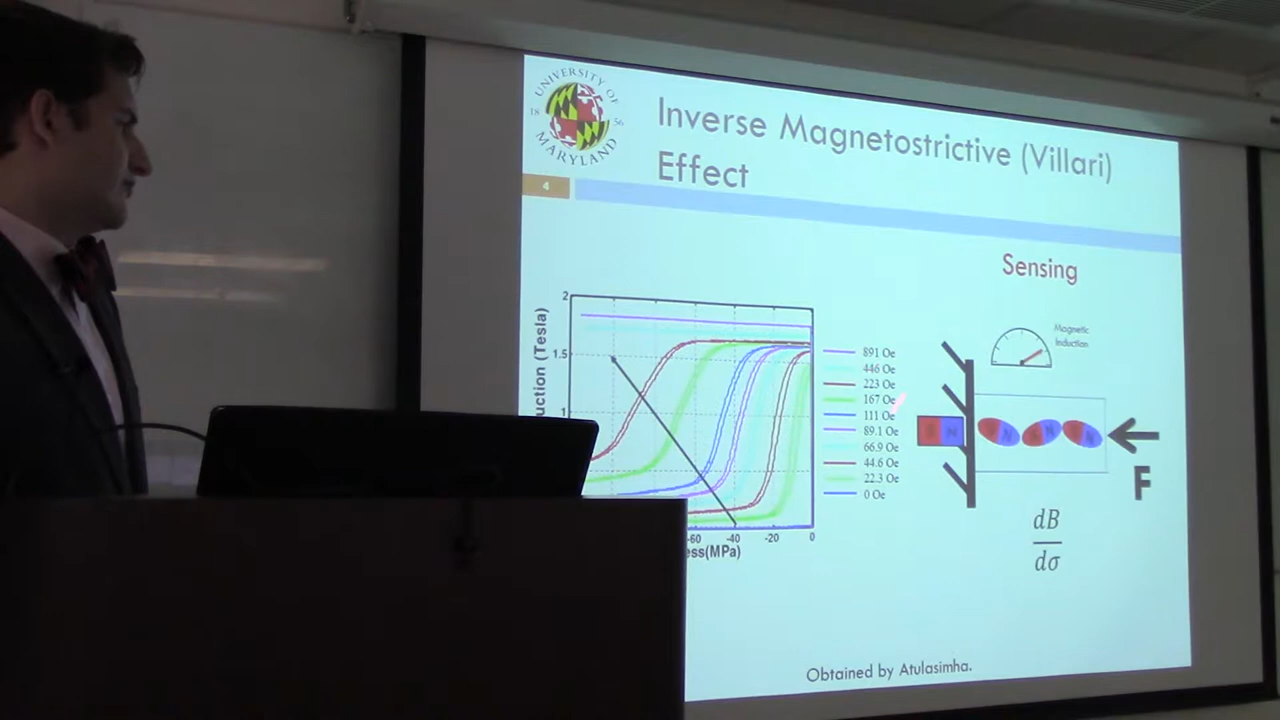 UNIVERSITY OF
MARYLAND
18 56
Inverse Magnetostrictive (Villari)
Effect
4
Sensing
2
1.5
1
uction (Tesla)
-60 -40 -20 0
ess(MPa)
891 Oe
446 Oe
223 Oe
167 Oe
111 Oe
89.1 Oe
66.9 Oe
44.6 Oe
22.3 Oe
0 Oe
Magnetic
Induction
N
N
N
N
F
dB
dσ
Obtained by Atulasimha.